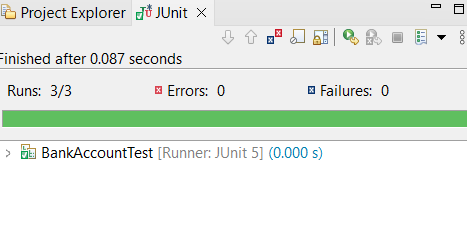 Project Explorer JUnit
Finished after 0.087 seconds
Runs: 3/3 Errors: 0 Failures: 0
BankAccountTest [Runner: JUnit 5] (0.000 s)